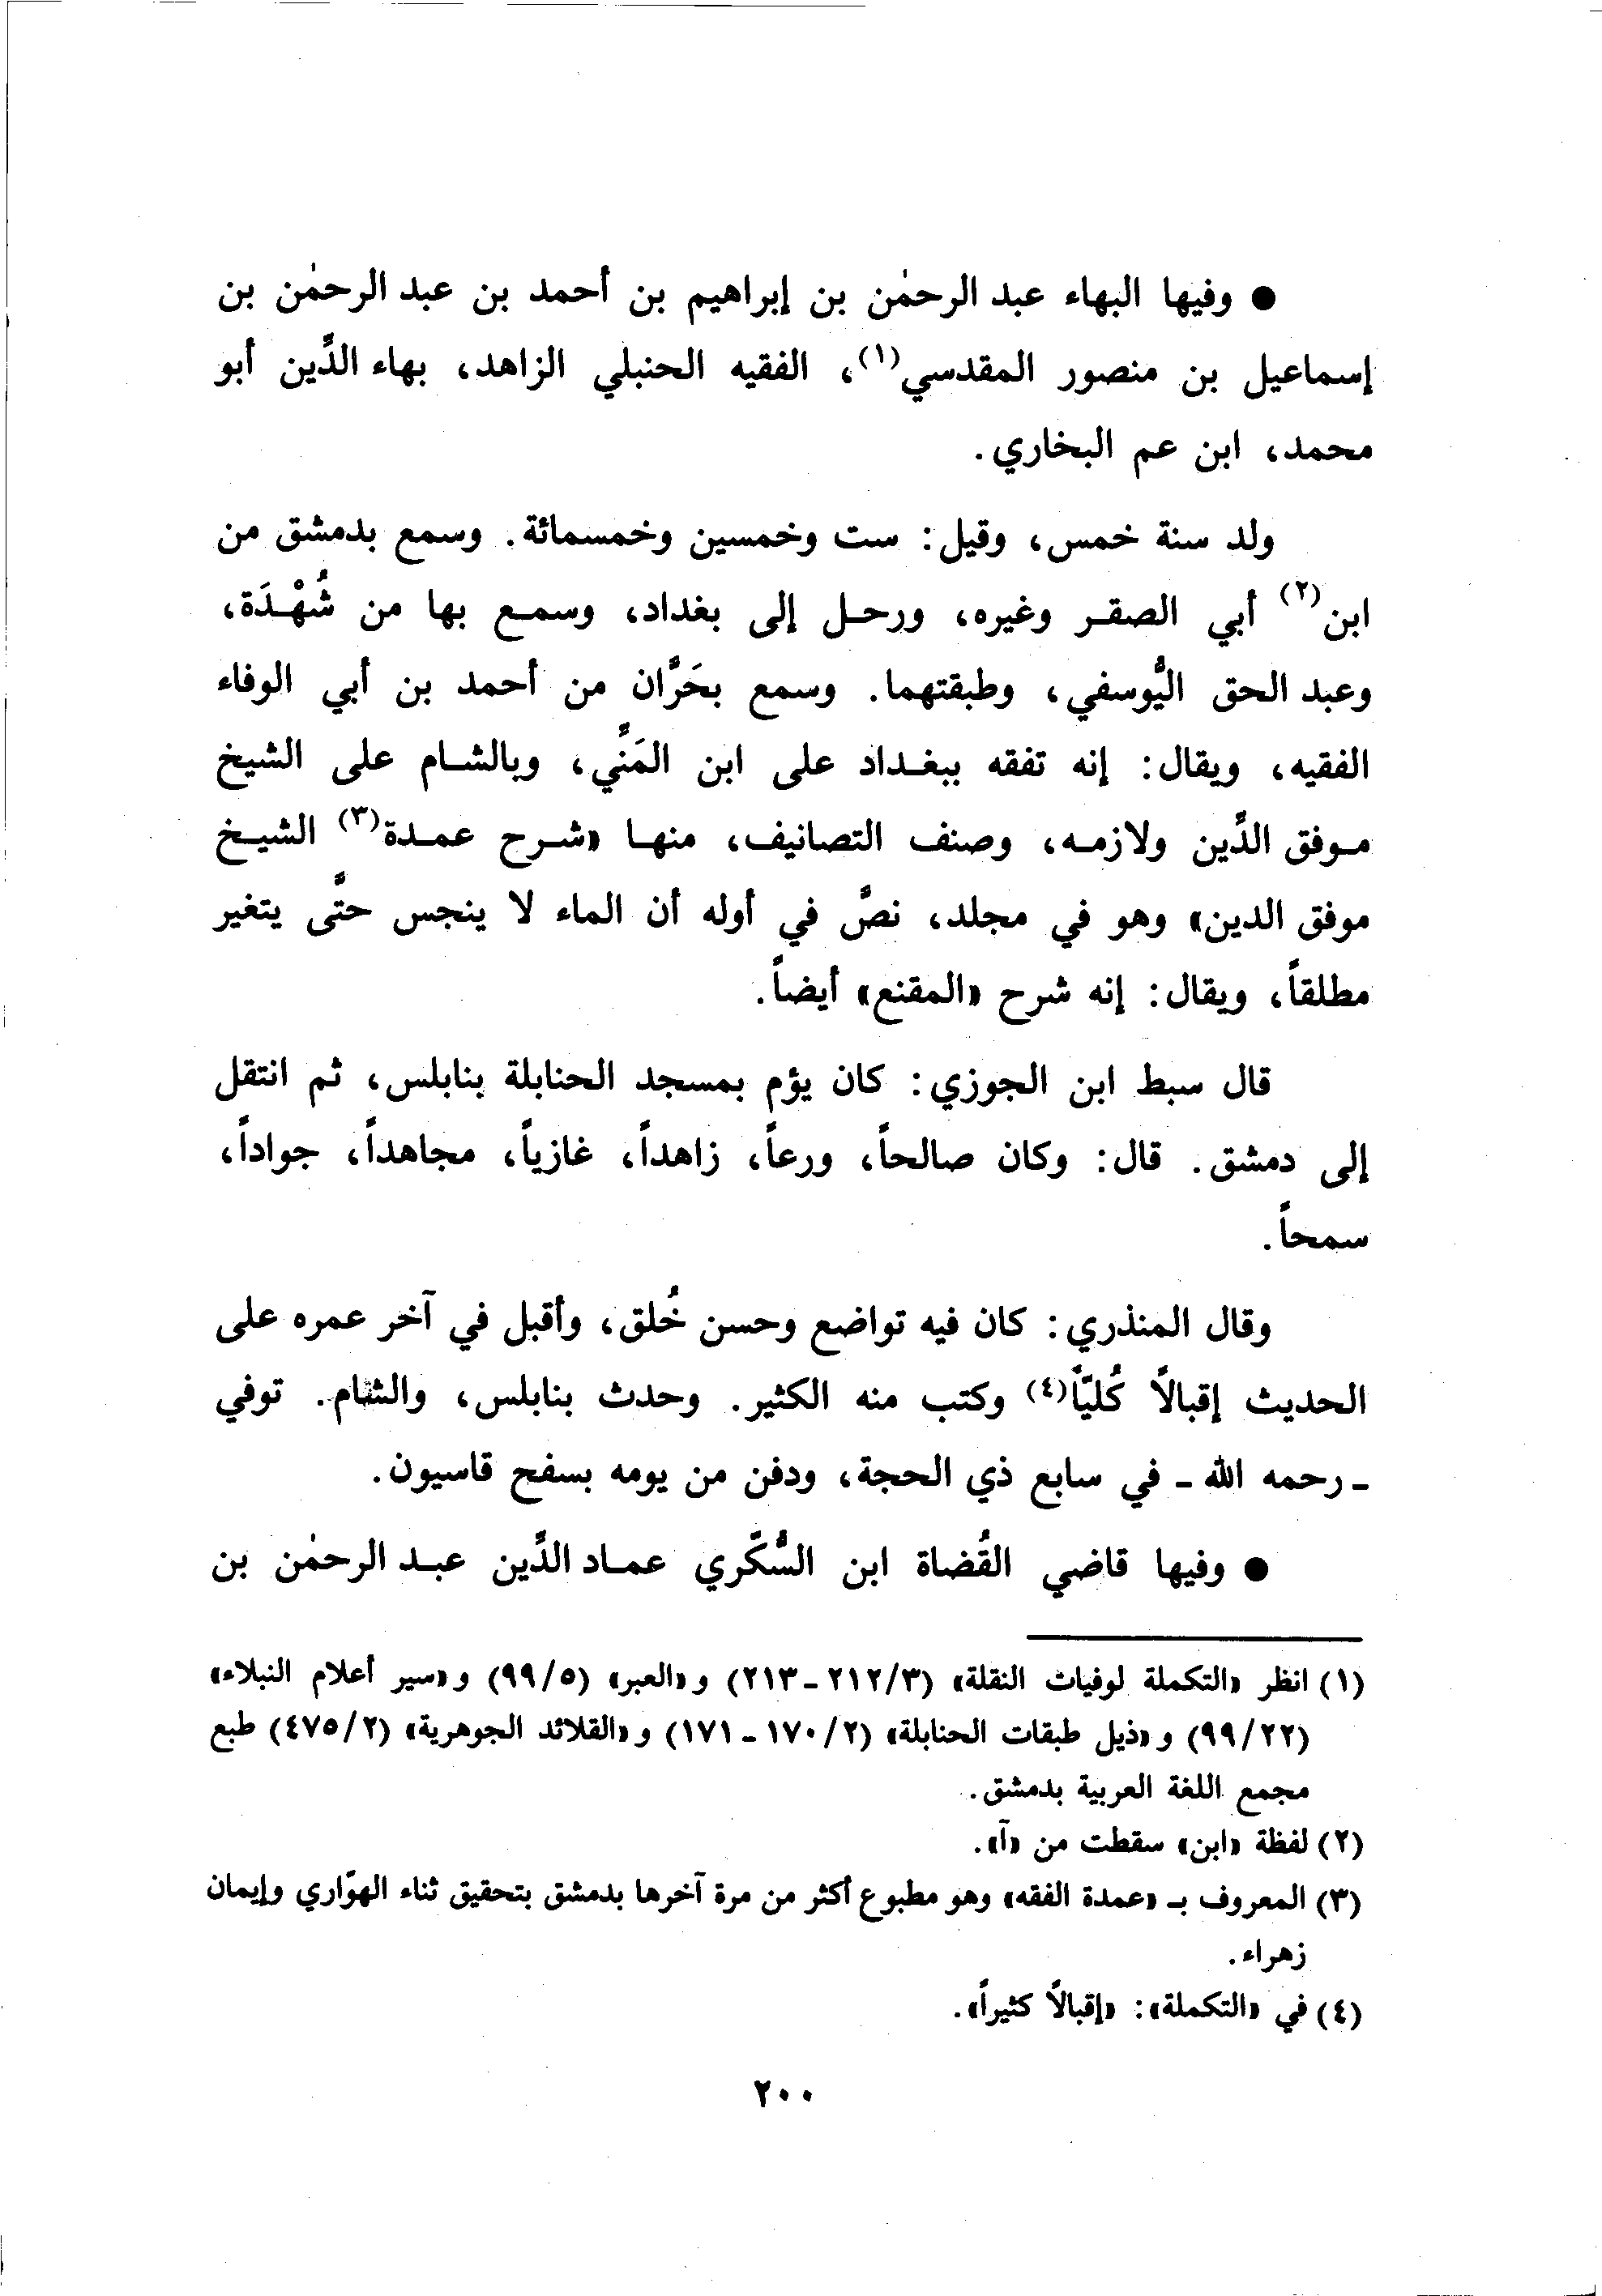 ● وفيها البهاء عبد الرحمٰن بن إبراهيم بن أحمد بن عبد الرحمٰن بن
إسماعيل بن منصور المقدسي(١)، الفقيه الحنبلي الزاهد، بهاء الدِّين أبو
محمد، ابن عم البخاري.
ولد سنة خمس، وقيل: ست وخمسين وخمسمائة. وسمع بدمشق من
ابن(٢) أبي الصقر وغيره، ورحل إلى بغداد، وسمع بها من شُهْدَة،
وعبد الحق اليُّوسفي، وطبقتهما. وسمع بحَرَّان من أحمد بن أبي الوفاء
الفقيه، ويقال: إنه تفقه ببغداد على ابن المَنِّي، وبالشام على الشيخ
موفق الدِّين ولازمه، وصنف التصانيف، منها «شرح عمدة(٣) الشيخ
موفق الدين» وهو في مجلد، نصَّ في أوله أن الماء لا ينجس حتَّى يتغير
مطلقاً، ويقال: إنه شرح «المقنع» أيضاً.
قال سبط ابن الجوزي: كان يؤم بمسجد الحنابلة بنابلس، ثم انتقل
إلى دمشق. قال: وكان صالحاً، ورعاً، زاهداً، غازياً، مجاهداً، جواداً،
سمحاً.
وقال المنذري: كان فيه تواضع وحسن خُلق، وأقبل في آخر عمره على
الحديث إقبالاً كُليّاً(٤) وكتب منه الكثير. وحدث بنابلس، والشام. توفي
ـ رحمه الله ـ في سابع ذي الحجة، ودفن من يومه بسفح قاسيون.
● وفيها قاضي القُضاة ابن السُّكّري عماد الدِّين عبد الرحمٰن بن
(١) انظر «التكملة لوفيات النقلة» (٣/ ٢١٢ ـ ٢١٣) و«العبر» (٥/ ٩٩) و«سير أعلام النبلاء»
(٢٢/ ٩٩) و«ذيل طبقات الحنابلة» (٢/ ١٧٠ ـ ١٧١) و«القلائد الجوهرية» (٢/ ٤٧٥) طبع
مجمع اللغة العربية بدمشق.
(٢) لفظة «ابن» سقطت من «آ».
(٣) المعروف بـ «عمدة الفقه» وهو مطبوع أكثر من مرة آخرها بدمشق بتحقيق ثناء الهوّاري وإيمان
زهراء.
(٤) في «التكملة»: «إقبالاً كثيراً».
٢٠٠